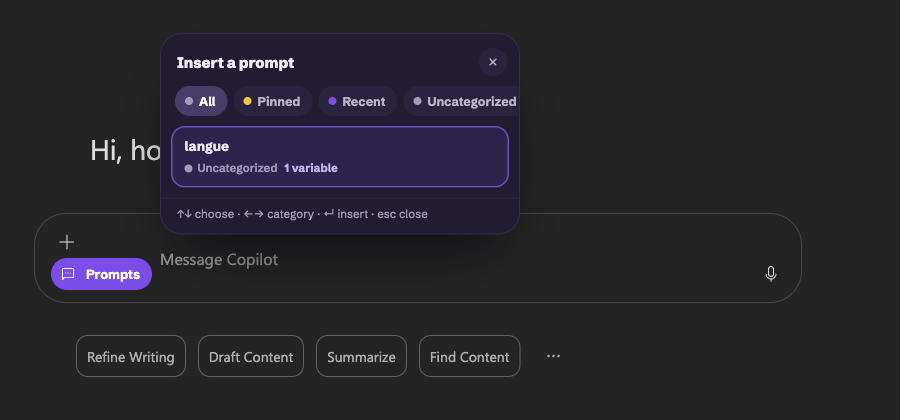 Insert a prompt
All
Pinned
Recent
Uncategorized
langue
Uncategorized 1 variable
↑↓ choose · ←→ category · ↵ insert · esc close
Hi, ho
Message Copilot
Prompts
Refine Writing
Draft Content
Summarize
Find Content